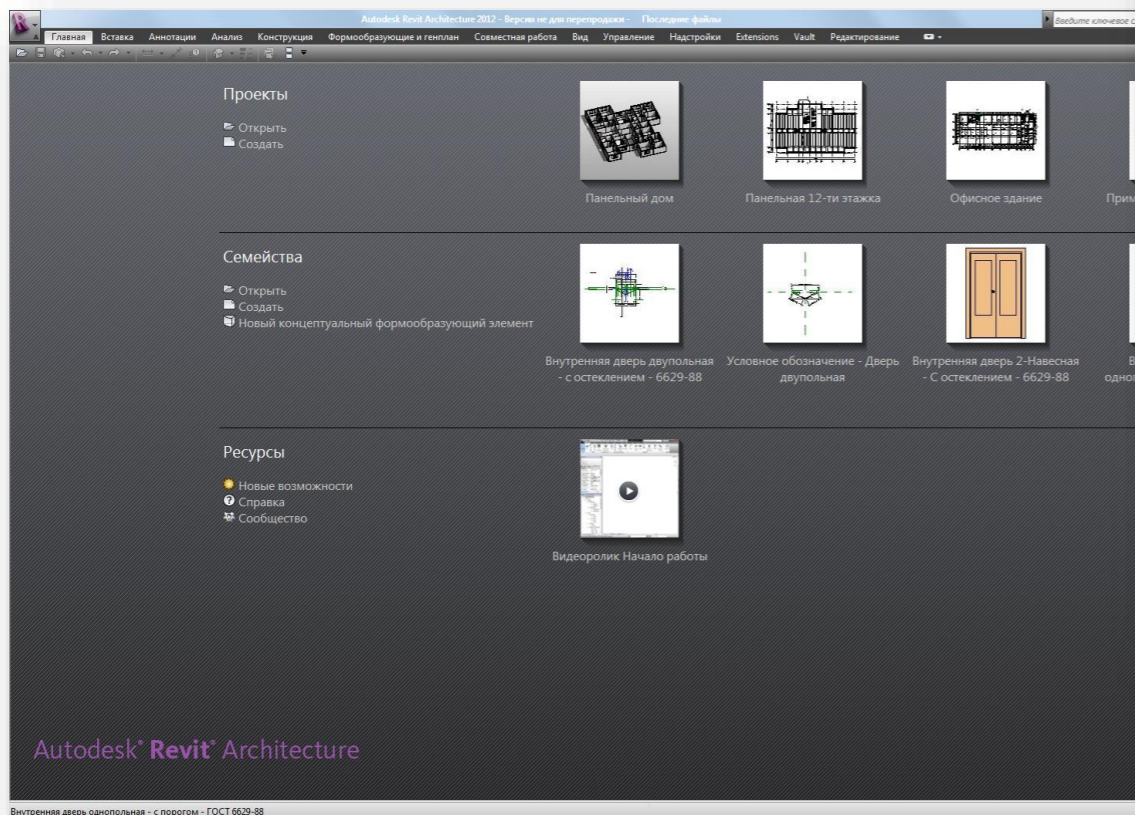 Autodesk Revit Architecture 2012 - Версия не для перепродажи - Последние файлы
Введите ключевое с
Главная Вставка Аннотации Анализ Конструкция Формообразующие и генплан Совместная работа Вид Управление Надстройки Extensions Vault Редактирование
Проекты
Открыть
Создать
Панельный дом
Панельная 12-ти этажка
Офисное здание
Прим
Семейства
Открыть
Создать
Новый концептуальный формообразующий элемент
Внутренняя дверь двупольная
- с остеклением - 6629-88
Условное обозначение - Дверь
двупольная
Внутренняя дверь 2-Навесная
- С остеклением - 6629-88
В
одноп
Ресурсы
Новые возможности
Справка
Сообщество
Видеоролик Начало работы
Autodesk® Revit® Architecture
Внутренняя дверь однопольная - с порогом - ГОСТ 6629-88